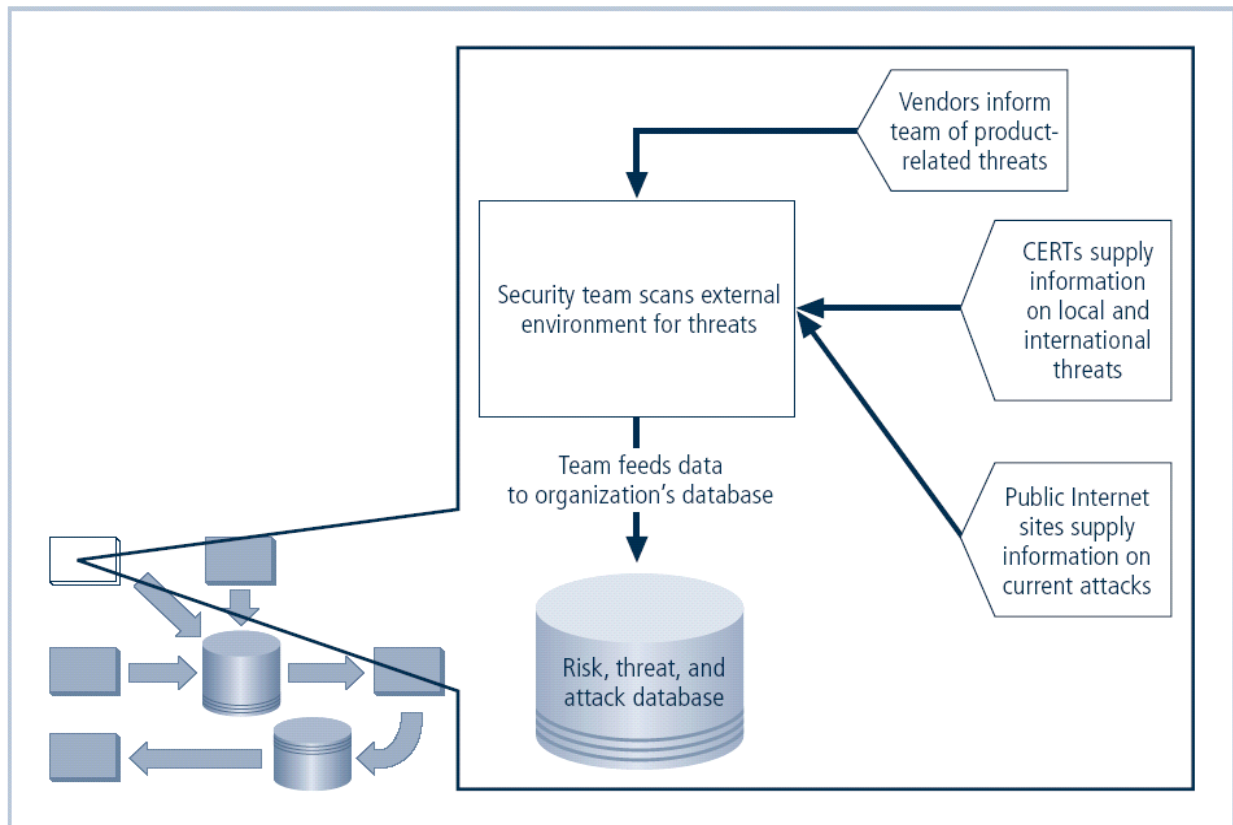 Vendors inform
team of product-
related threats
Security team scans external
environment for threats
CERTs supply
information
on local and
international
threats
Team feeds data
to organization's database
Public Internet
sites supply
information on
current attacks
Risk, threat, and
attack database